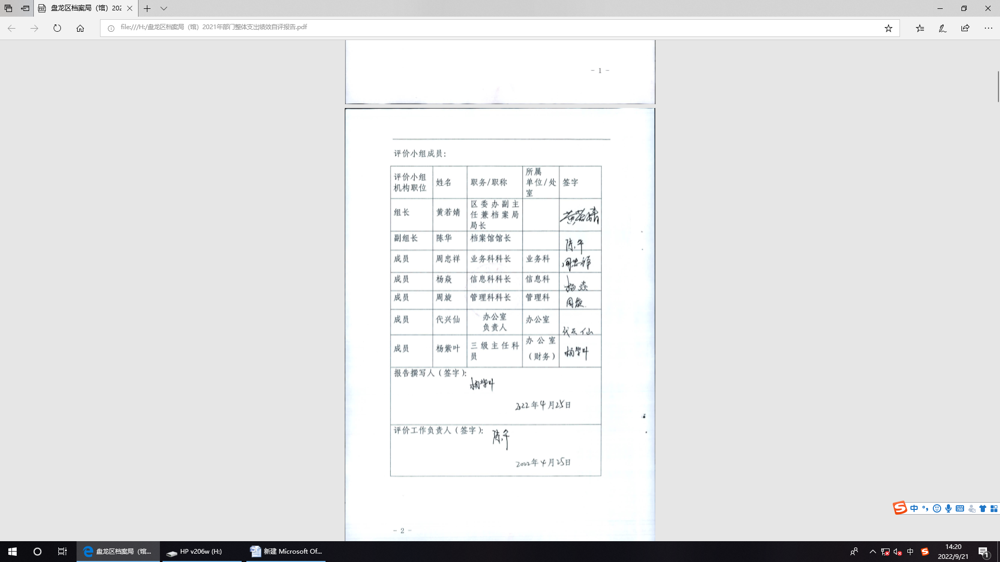 盘龙区档案局（馆）202
file:///H:/盘龙区档案局（馆）2021年部门整体支出绩效自评报告.pdf
- 1 -
评价小组成员：
评价小组机构职位 姓名 职务/职称 所属单位/处室 签字
组长 黄若婧 区委办副主任兼档案局局长 黄若婧
副组长 陈华 档案馆馆长 陈华
成员 周忠祥 业务科科长 业务科 周忠祥
成员 杨焱 信息科科长 信息科 杨焱
成员 周旋 管理科科长 管理科 周旋
成员 代兴仙 办公室负责人 办公室 代兴仙
成员 杨紫叶 三级主任科员 办公室（财务） 杨紫叶
报告撰写人（签字）：
杨紫叶
2022年4月25日
评价工作负责人（签字）：
陈华
2022年4月25日
- 2 -
中
盘龙区档案局（馆...
HP v206w (H:)
新建 Microsoft Of...
中
14:20
2022/9/21
1